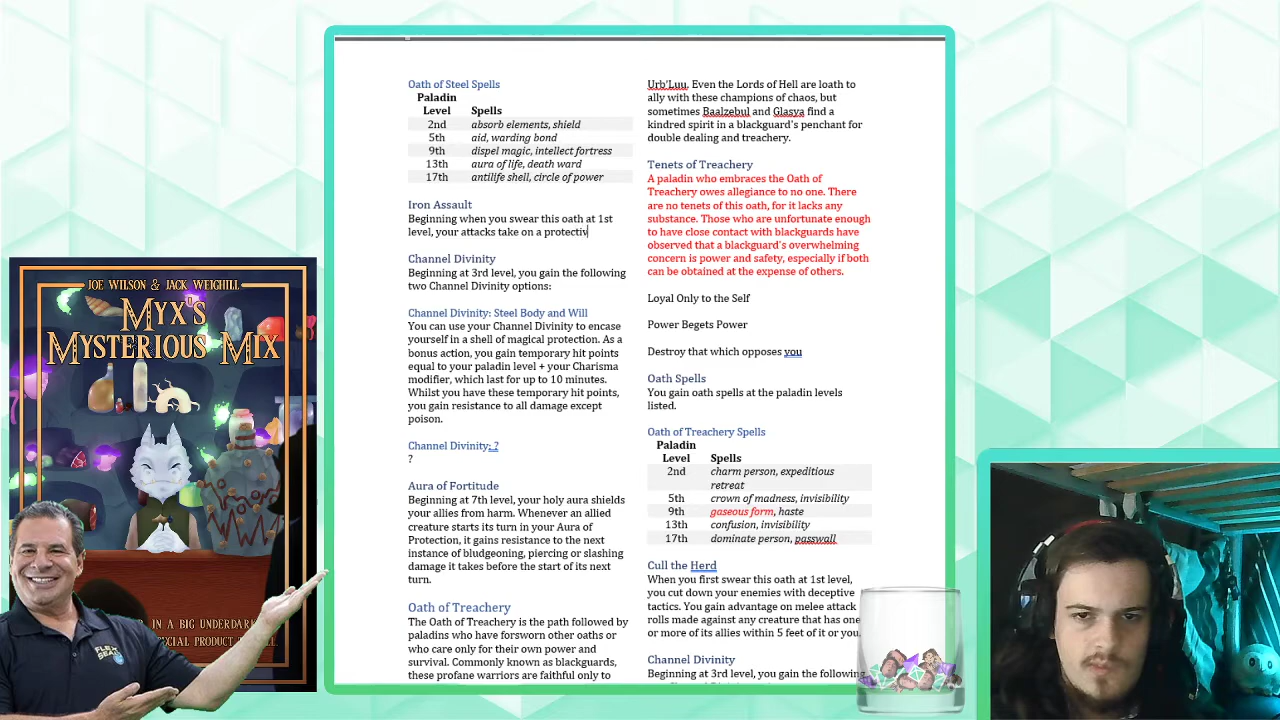 JOE WILSON & JACK WEIGHILL
MYX'S
MYSTERIOUS MIX
Oath of Steel Spells
Paladin
Level Spells
2nd absorb elements, shield
5th aid, warding bond
9th dispel magic, intellect fortress
13th aura of life, death ward
17th antilife shell, circle of power
Iron Assault
Beginning when you swear this oath at 1st
level, your attacks take on a protectiv
Channel Divinity
Beginning at 3rd level, you gain the following
two Channel Divinity options:
Channel Divinity: Steel Body and Will
You can use your Channel Divinity to encase
yourself in a shell of magical protection. As a
bonus action, you gain temporary hit points
equal to your paladin level + your Charisma
modifier, which last for up to 10 minutes.
Whilst you have these temporary hit points,
you gain resistance to all damage except
poison.
Channel Divinity: ?
?
Aura of Fortitude
Beginning at 7th level, your holy aura shields
your allies from harm. Whenever an allied
creature starts its turn in your Aura of
Protection, it gains resistance to the next
instance of bludgeoning, piercing or slashing
damage it takes before the start of its next
turn.
Oath of Treachery
The Oath of Treachery is the path followed by
paladins who have forsworn other oaths or
who care only for their own power and
survival. Commonly known as blackguards,
these profane warriors are faithful only to
Urb'Luu. Even the Lords of Hell are loath to
ally with these champions of chaos, but
sometimes Baalzebul and Glasya find a
kindred spirit in a blackguard's penchant for
double dealing and treachery.
Tenets of Treachery
A paladin who embraces the Oath of
Treachery owes allegiance to no one. There
are no tenets of this oath, for it lacks any
substance. Those who are unfortunate enough
to have close contact with blackguards have
observed that a blackguard's overwhelming
concern is power and safety, especially if both
can be obtained at the expense of others.
Loyal Only to the Self
Power Begets Power
Destroy that which opposes you
Oath Spells
You gain oath spells at the paladin levels
listed.
Oath of Treachery Spells
Paladin
Level Spells
2nd charm person, expeditious
retreat
5th crown of madness, invisibility
9th gaseous form, haste
13th confusion, invisibility
17th dominate person, passwall
Cull the Herd
When you first swear this oath at 1st level,
you cut down your enemies with deceptive
tactics. You gain advantage on melee attack
rolls made against any creature that has one
or more of its allies within 5 feet of it or you.
Channel Divinity
Beginning at 3rd level, you gain the following
IN A BIG UNDERDA